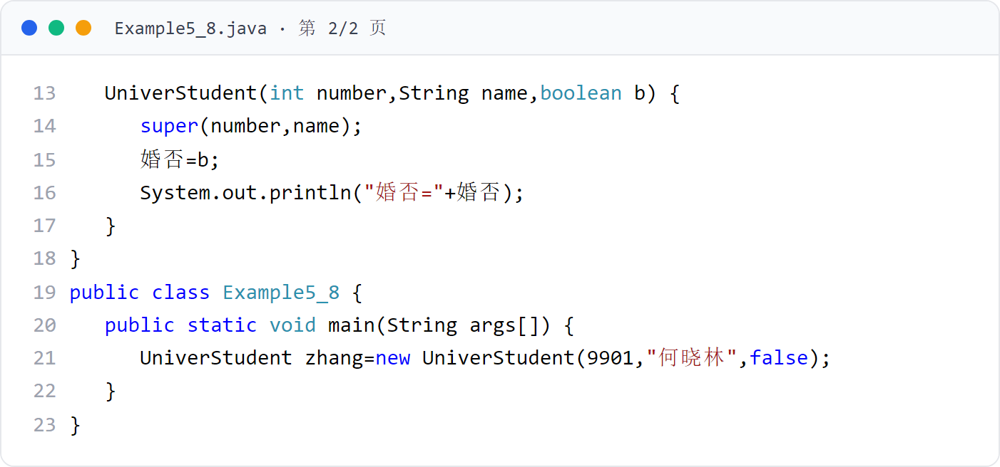 Example5_8.java · 第 2/2 页
13    UniverStudent(int number,String name,boolean b) {
14       super(number,name);
15       婚否=b;
16       System.out.println("婚否="+婚否);
17    }
18 }
19 public class Example5_8 {
20    public static void main(String args[]) {
21       UniverStudent zhang=new UniverStudent(9901,"何晓林",false);
22    }
23 }